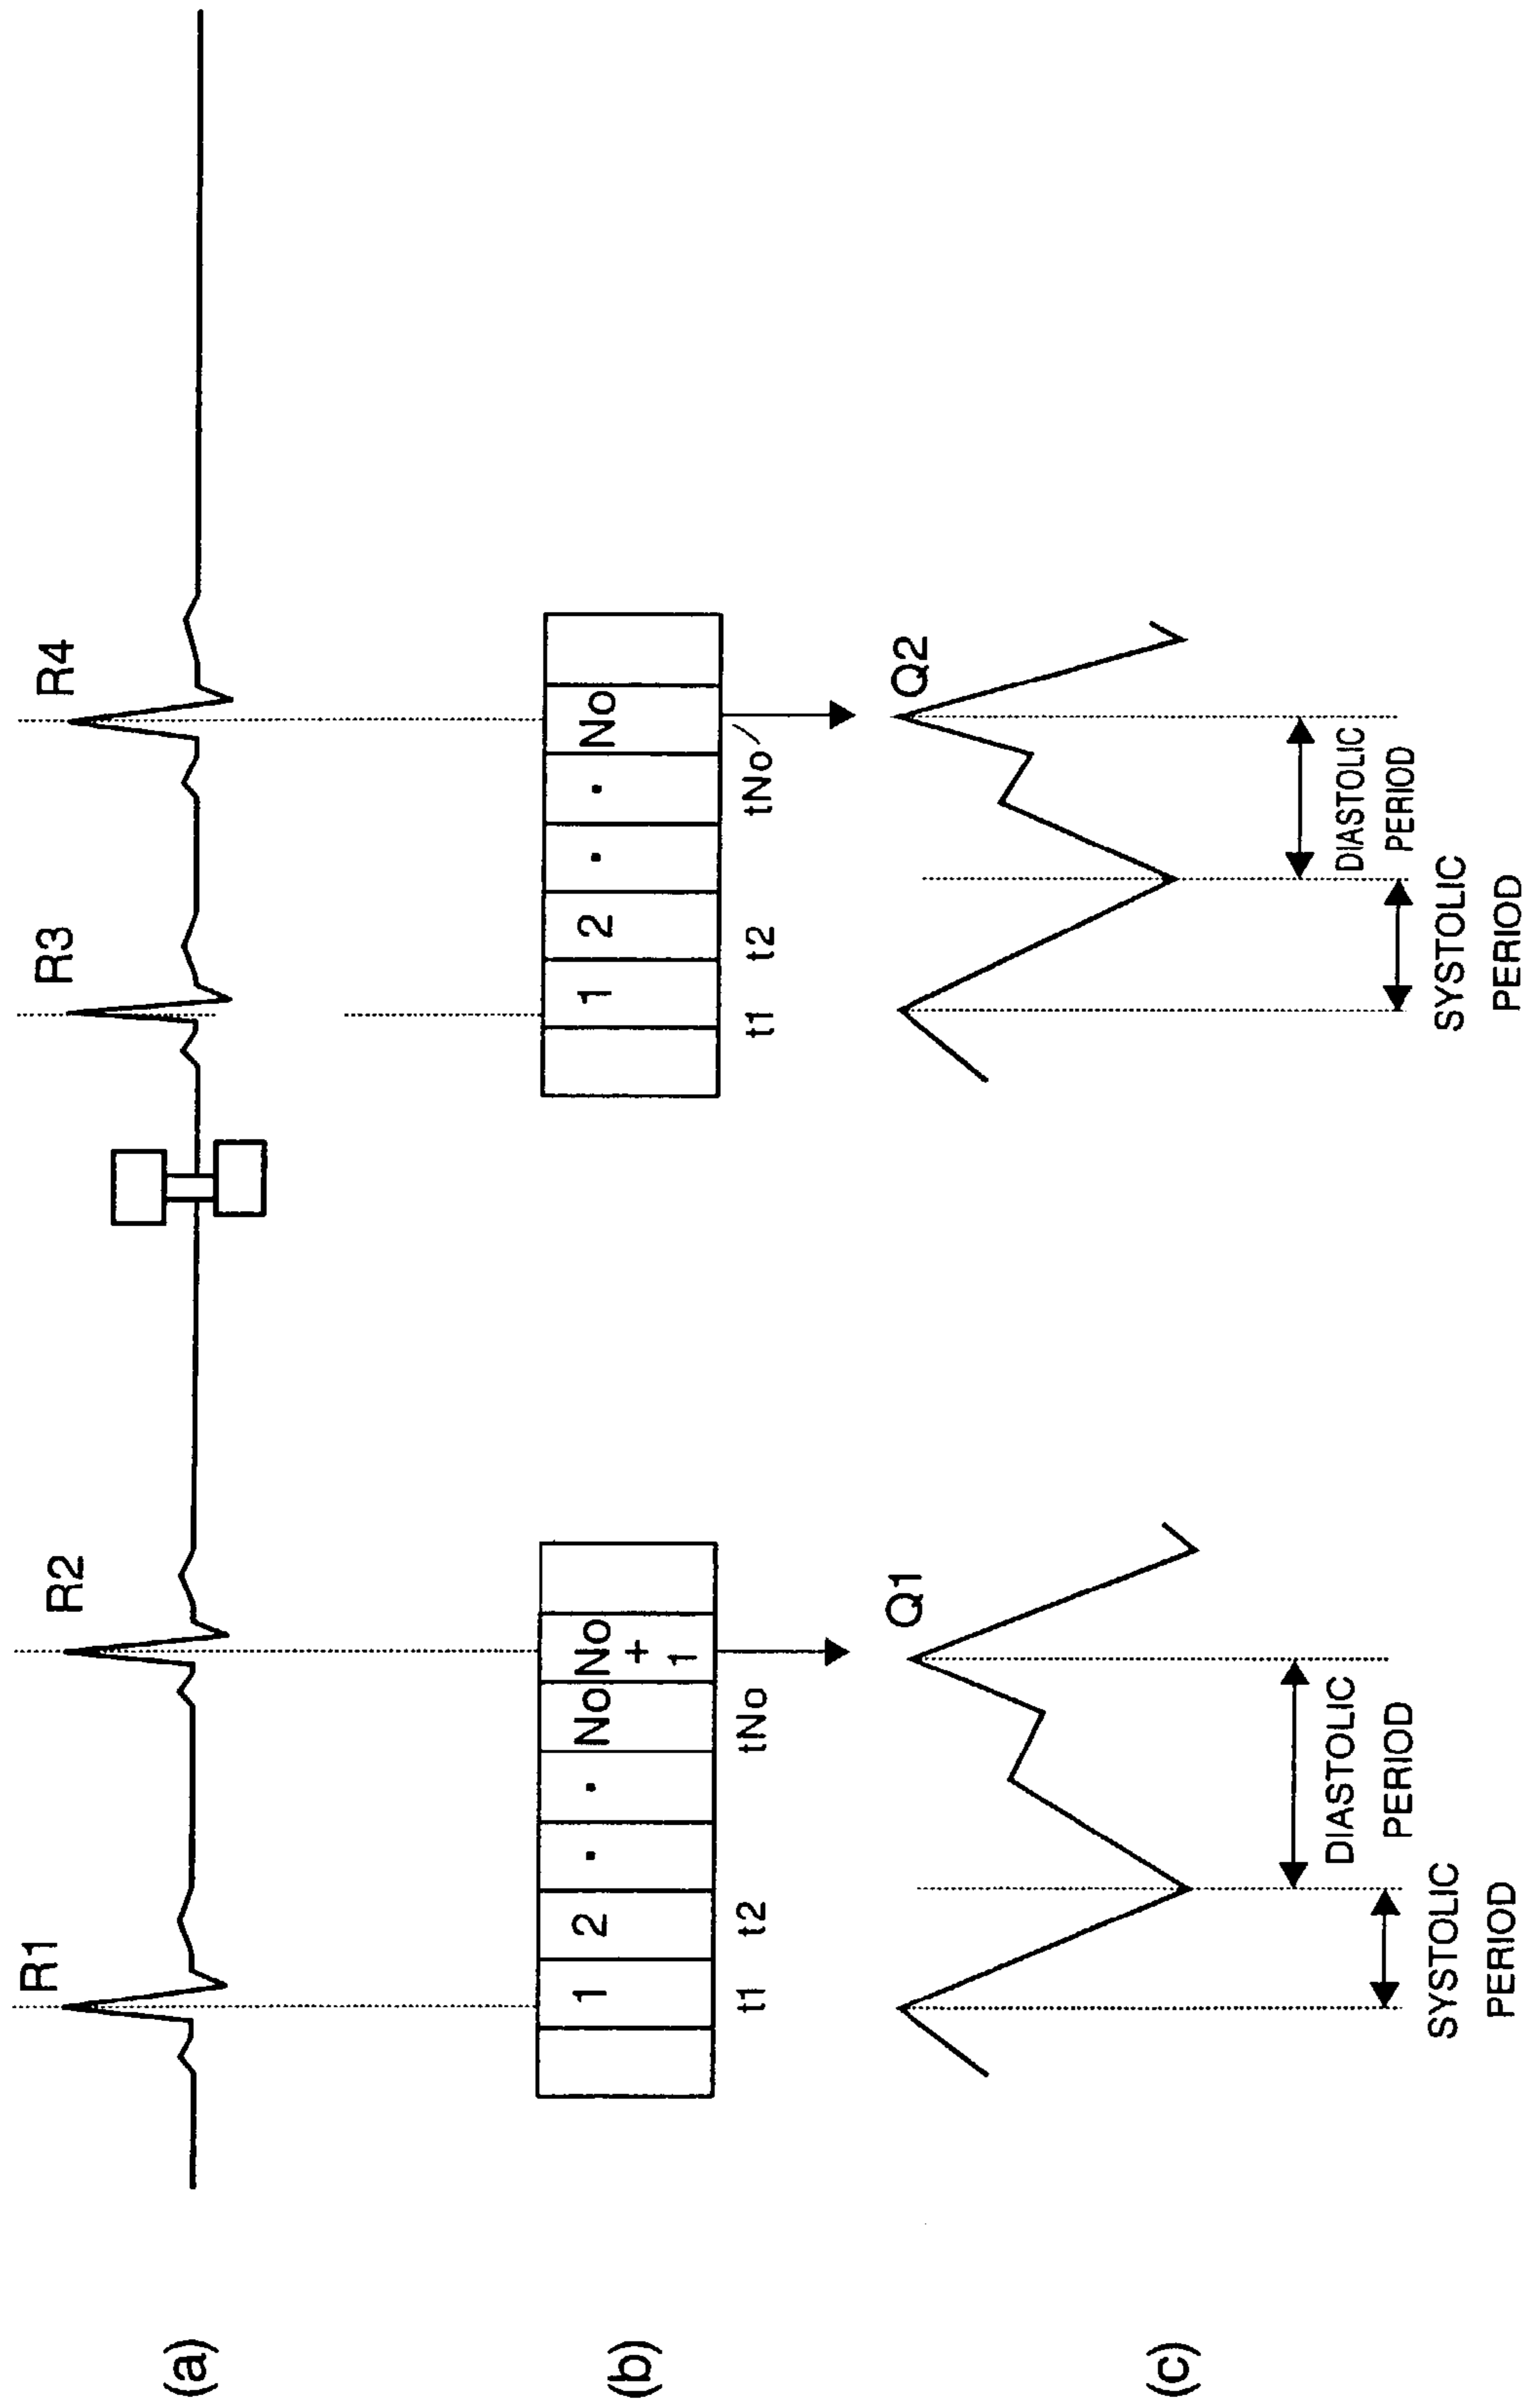 (a)
R1
R2
R3
R4
(b)
1 2 · · No No + 1
t1 t2 tNo
1 2 · · No
t1 t2 tNo
(c)
Q1
Q2
DIASTOLIC
PERIOD
SYSTOLIC
PERIOD
DIASTOLIC
PERIOD
SYSTOLIC
PERIOD